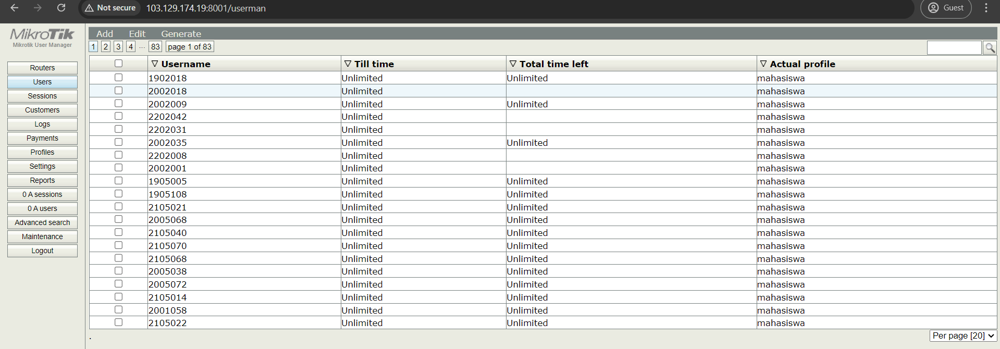 Not secure 103.129.174.19:8001/userman Guest
MikroTik
Mikrotik User Manager
Routers
Users
Sessions
Customers
Logs
Payments
Profiles
Settings
Reports
0 A sessions
0 A users
Advanced search
Maintenance
Logout
Add Edit Generate
1 2 3 4 ... 83 page 1 of 83
Username Till time Total time left Actual profile
1902018 Unlimited Unlimited mahasiswa
2002018 Unlimited mahasiswa
2002009 Unlimited Unlimited mahasiswa
2202042 Unlimited mahasiswa
2202031 Unlimited mahasiswa
2002035 Unlimited Unlimited mahasiswa
2202008 Unlimited mahasiswa
2002001 Unlimited mahasiswa
1905005 Unlimited Unlimited mahasiswa
1905108 Unlimited Unlimited mahasiswa
2105021 Unlimited Unlimited mahasiswa
2005068 Unlimited Unlimited mahasiswa
2105040 Unlimited Unlimited mahasiswa
2105070 Unlimited Unlimited mahasiswa
2105068 Unlimited Unlimited mahasiswa
2005038 Unlimited Unlimited mahasiswa
2005072 Unlimited Unlimited mahasiswa
2105014 Unlimited Unlimited mahasiswa
2001058 Unlimited Unlimited mahasiswa
2105022 Unlimited Unlimited mahasiswa
. Per page [20]